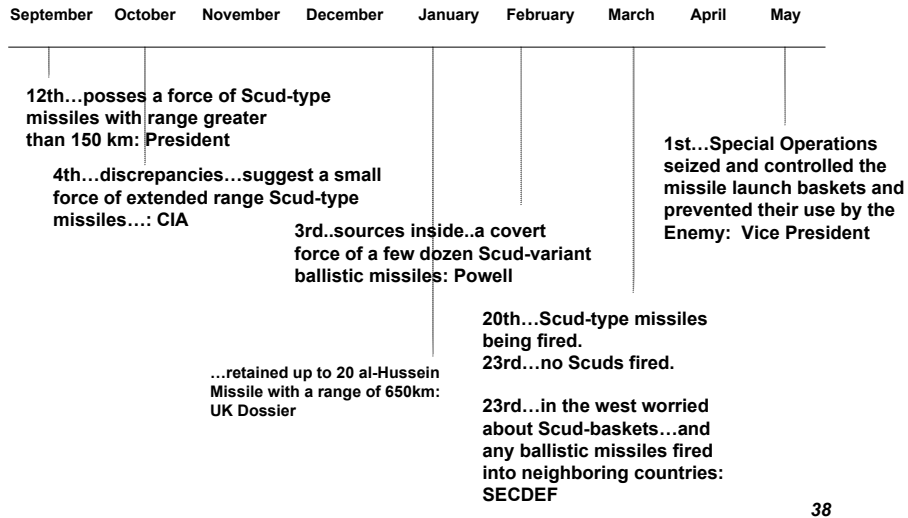 September October November December January February March April May
12th…posses a force of Scud-type
missiles with range greater
than 150 km: President
4th…discrepancies…suggest a small
force of extended range Scud-type
missiles…: CIA
3rd..sources inside..a covert
force of a few dozen Scud-variant
ballistic missiles: Powell
…retained up to 20 al-Hussein
Missile with a range of 650km:
UK Dossier
20th…Scud-type missiles
being fired.
23rd…no Scuds fired.
23rd…in the west worried
about Scud-baskets…and
any ballistic missiles fired
into neighboring countries:
SECDEF
1st…Special Operations
seized and controlled the
missile launch baskets and
prevented their use by the
Enemy: Vice President
38